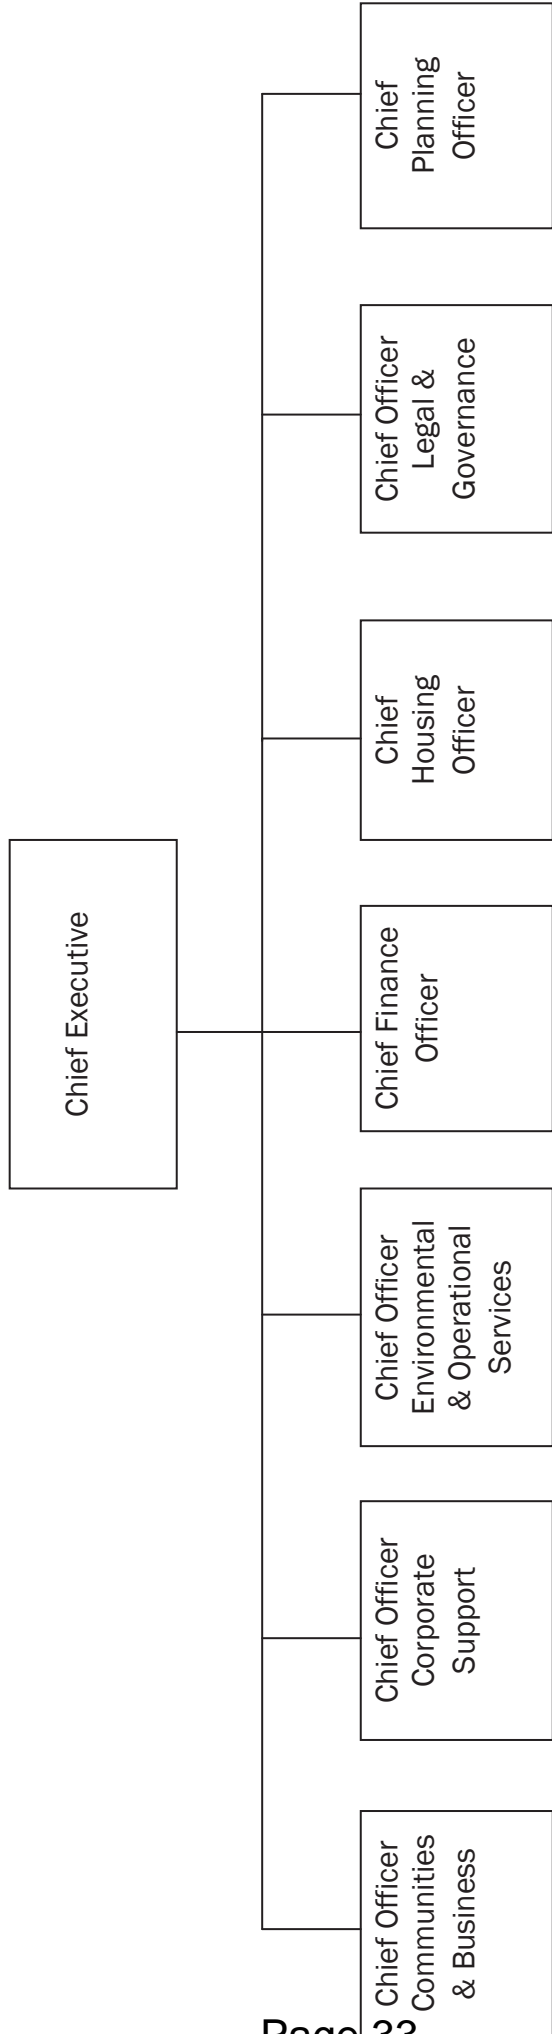 Chief Executive
Chief Officer
Communities
& Business
Chief Officer
Corporate
Support
Chief Officer
Environmental
& Operational
Services
Chief Finance
Officer
Chief
Housing
Officer
Chief Officer
Legal &
Governance
Chief
Planning
Officer
Page 33